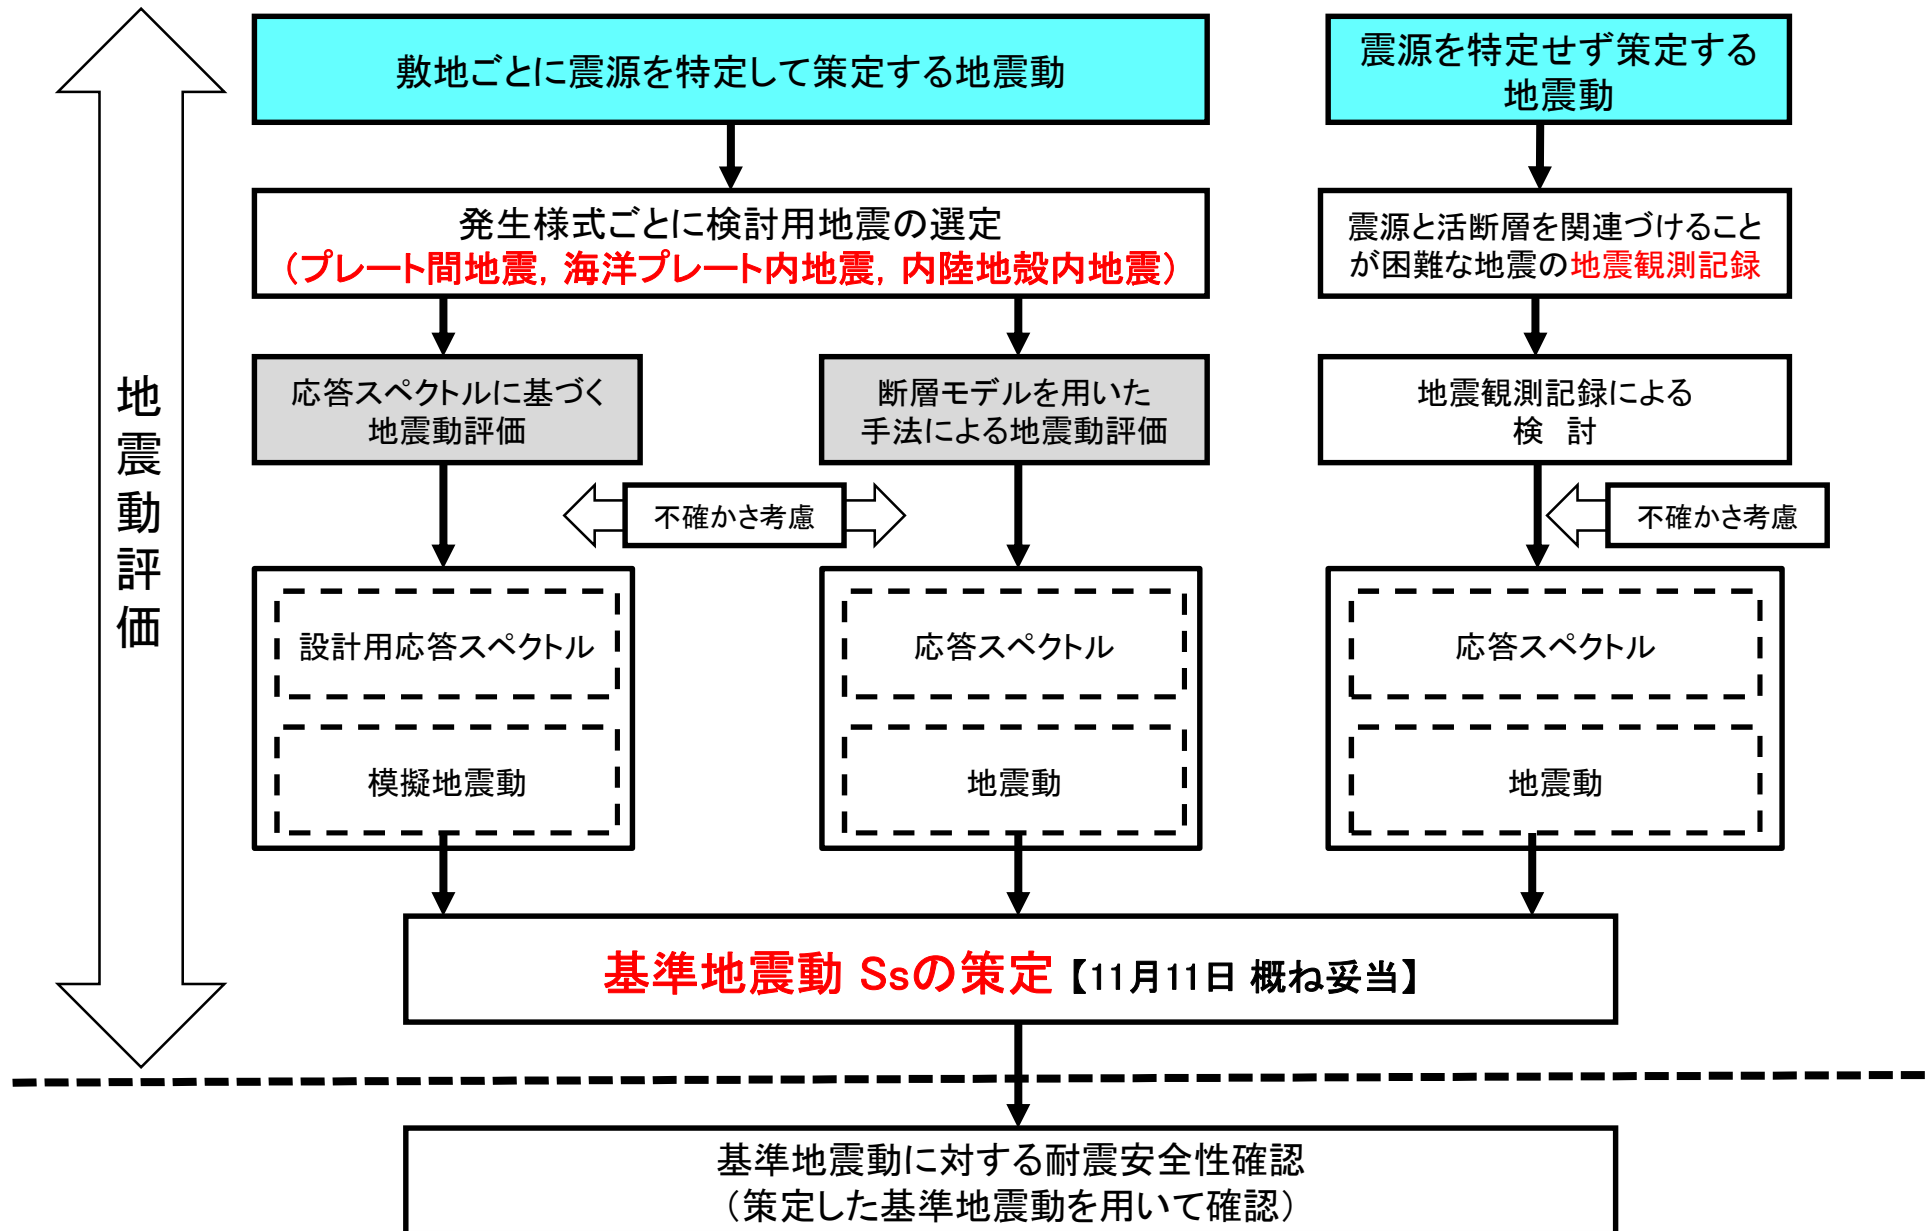 地震動評価
敷地ごとに震源を特定して策定する地震動
震源を特定せず策定する
地震動
発生様式ごとに検討用地震の選定
（プレート間地震，海洋プレート内地震，内陸地殻内地震）
震源と活断層を関連づけること
が困難な地震の地震観測記録
応答スペクトルに基づく
地震動評価
断層モデルを用いた
手法による地震動評価
地震観測記録による
検　討
不確かさ考慮
不確かさ考慮
設計用応答スペクトル
応答スペクトル
応答スペクトル
模擬地震動
地震動
地震動
基準地震動 Ssの策定【11月11日 概ね妥当】
基準地震動に対する耐震安全性確認
（策定した基準地震動を用いて確認）